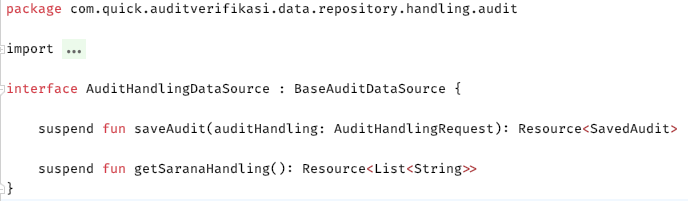 package com.quick.auditverifikasi.data.repository.handling.audit
import ...
interface AuditHandlingDataSource : BaseAuditDataSource {
suspend fun saveAudit(auditHandling: AuditHandlingRequest): Resource<SavedAudit>
suspend fun getSaranaHandling(): Resource<List<String>>
}